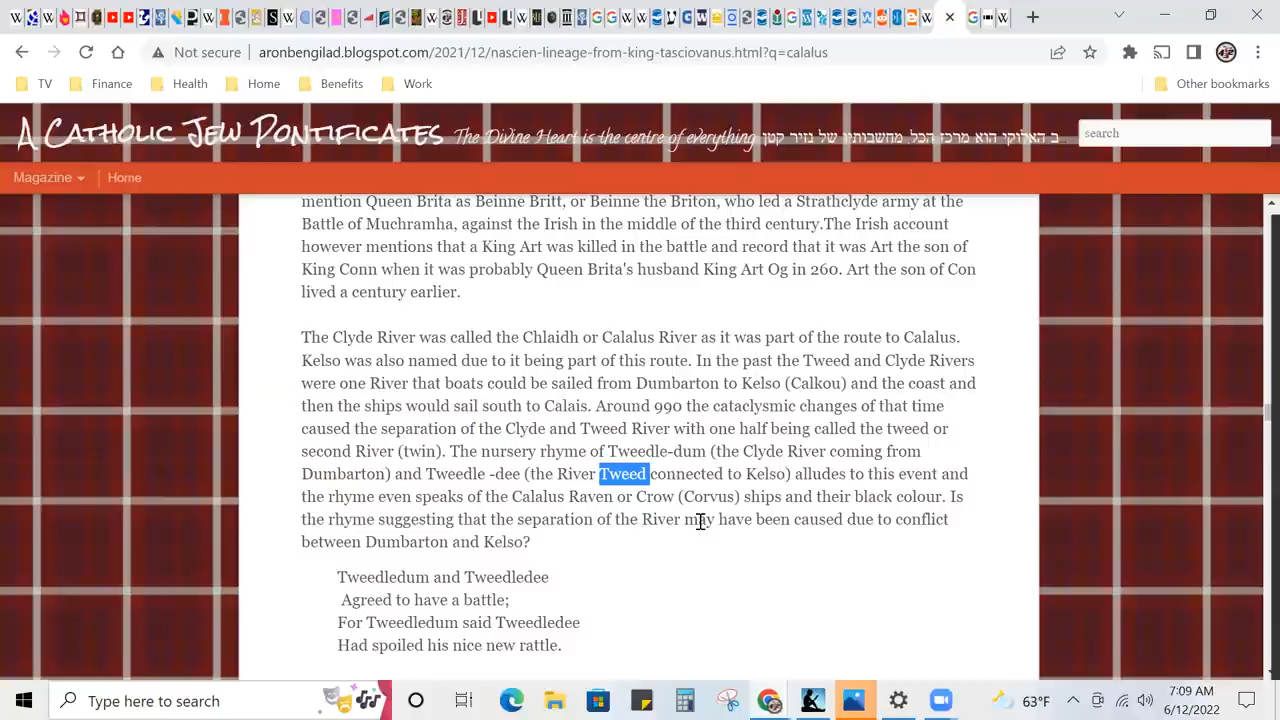 Not secure
aronbengilad.blogspot.com/2021/12/nascien-lineage-from-king-tasciovanus.html?q=calalus
TV
Finance
Health
Home
Benefits
Work
Other bookmarks
A Catholic Jew Pontificates
The Divine Heart is the centre of everything ב האלוקי הוא מרכז הכל. מחשבותיו של נזיר קטן
search
Magazine
Home
mention Queen Brita as Beinne Britt, or Beinne the Briton, who led a Strathclyde army at the
Battle of Muchramha, against the Irish in the middle of the third century.The Irish account
however mentions that a King Art was killed in the battle and record that it was Art the son of
King Conn when it was probably Queen Brita's husband King Art Og in 260. Art the son of Con
lived a century earlier.
The Clyde River was called the Chlaidh or Calalus River as it was part of the route to Calalus.
Kelso was also named due to it being part of this route. In the past the Tweed and Clyde Rivers
were one River that boats could be sailed from Dumbarton to Kelso (Calkou) and the coast and
then the ships would sail south to Calais. Around 990 the cataclysmic changes of that time
caused the separation of the Clyde and Tweed River with one half being called the tweed or
second River (twin). The nursery rhyme of Tweedle-dum (the Clyde River coming from
Dumbarton) and Tweedle -dee (the River Tweed connected to Kelso) alludes to this event and
the rhyme even speaks of the Calalus Raven or Crow (Corvus) ships and their black colour. Is
the rhyme suggesting that the separation of the River may have been caused due to conflict
between Dumbarton and Kelso?
Tweedledum and Tweedledee
Agreed to have a battle;
For Tweedledum said Tweedledee
Had spoiled his nice new rattle.
Type here to search
63°F
7:09 AM
6/12/2022